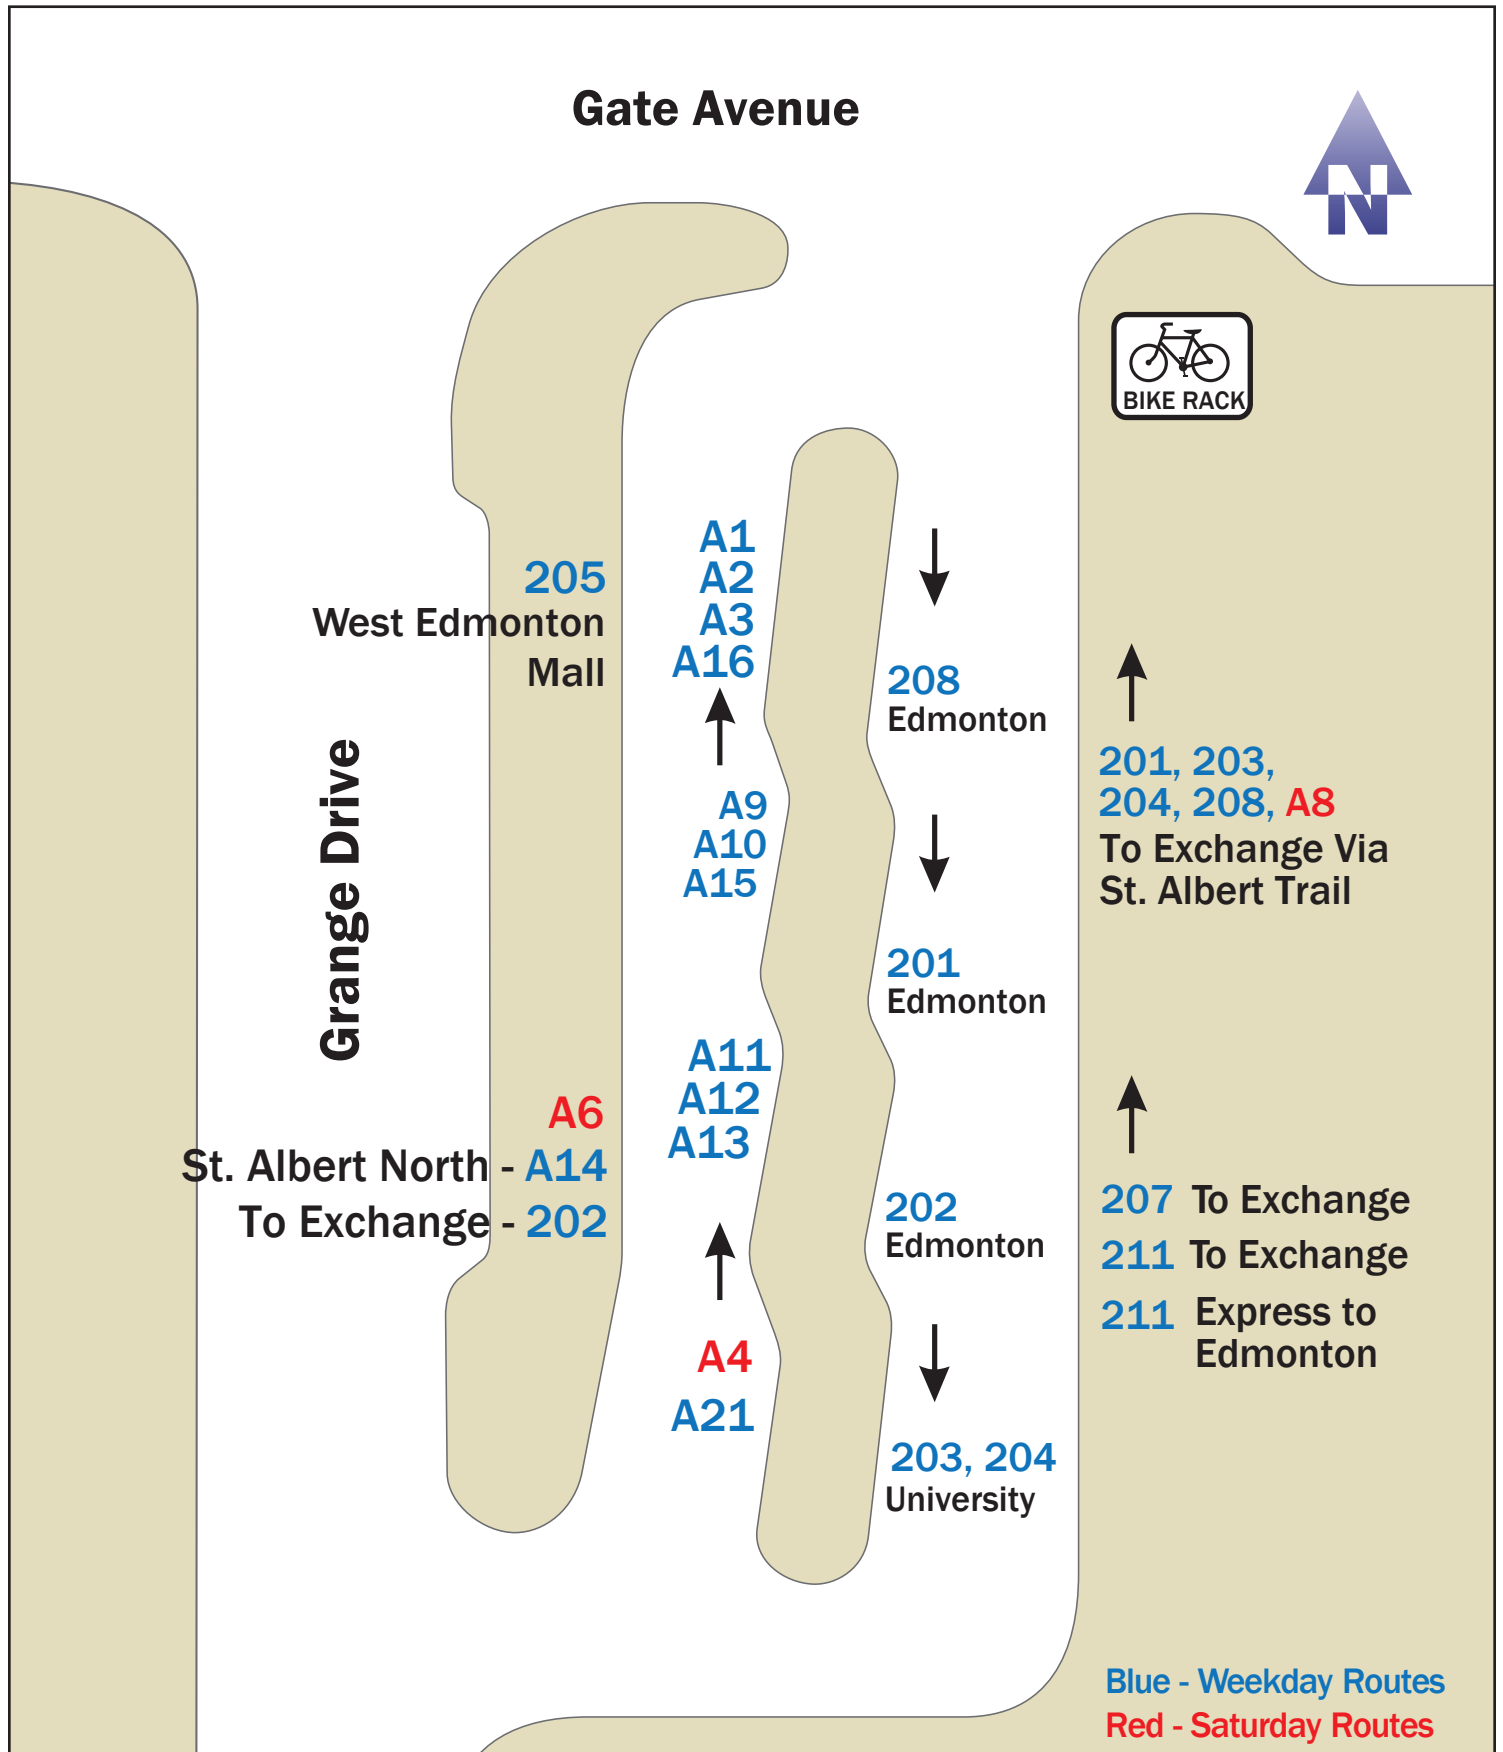 Gate Avenue
N
BIKE RACK
Grange Drive
205
West Edmonton
Mall
A6
St. Albert North - A14
To Exchange - 202
A1
A2
A3
A16
A9
A10
A15
A11
A12
A13
A4
A21
208
Edmonton
201
Edmonton
202
Edmonton
203, 204
University
201, 203,
204, 208, A8
To Exchange Via
St. Albert Trail
207 To Exchange
211 To Exchange
211 Express to
Edmonton
Blue - Weekday Routes
Red - Saturday Routes